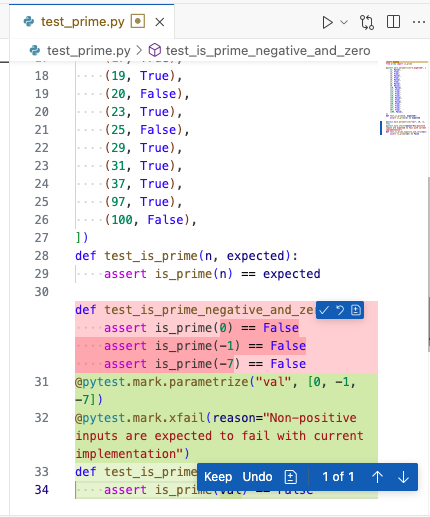 test_prime.py
test_prime.py > test_is_prime_negative_and_zero
18 ····(19, True),
19 ····(20, False),
20 ····(23, True),
21 ····(25, False),
22 ····(29, True),
23 ····(31, True),
24 ····(37, True),
25 ····(97, True),
26 ····(100, False),
27 ])
28 def test_is_prime(n, expected):
29 ····assert is_prime(n) == expected
30
def test_is_prime_negative_and_ze
····assert is_prime(0) == False
····assert is_prime(-1) == False
····assert is_prime(-7) == False
31 @pytest.mark.parametrize("val", [0, -1,
-7])
32 @pytest.mark.xfail(reason="Non-positive
inputs are expected to fail with current
implementation")
33 def test_is_prime
Keep Undo 1 of 1
34 ····assert is_prime(val) == False